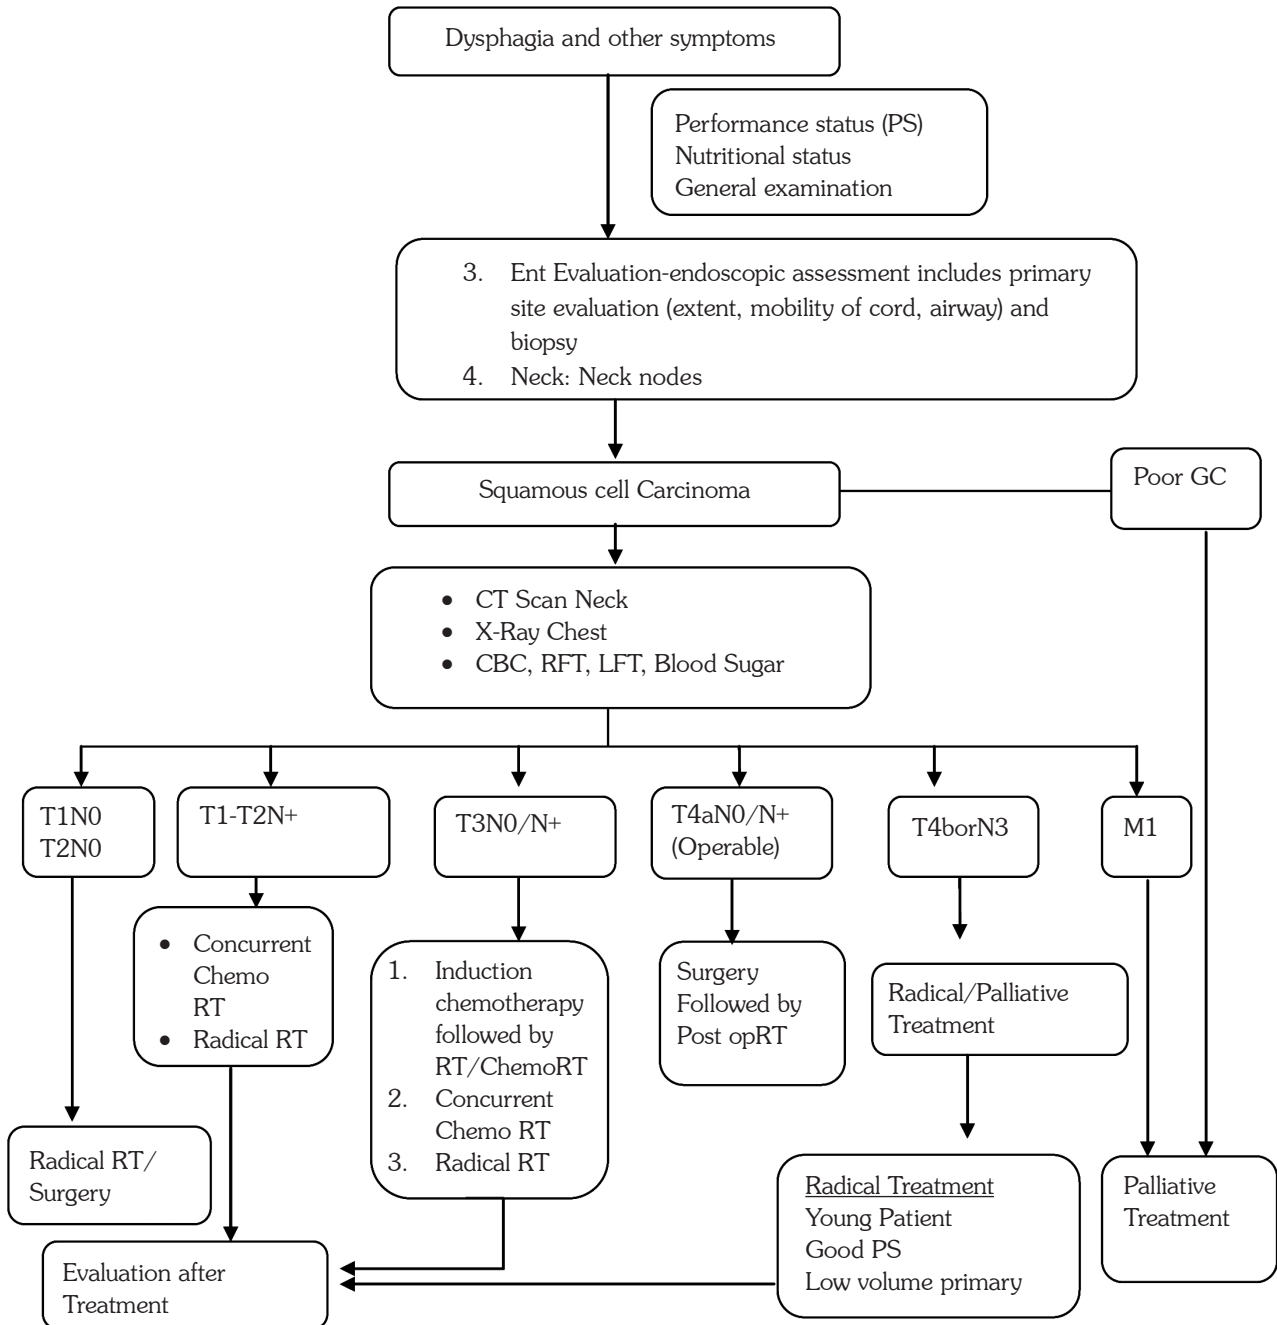 Dysphagia and other symptoms
Performance status (PS)
Nutritional status
General examination
3. Ent Evaluation-endoscopic assessment includes primary
site evaluation (extent, mobility of cord, airway) and
biopsy
4. Neck: Neck nodes
Squamous cell Carcinoma
Poor GC
• CT Scan Neck
• X-Ray Chest
• CBC, RFT, LFT, Blood Sugar
T1N0
T2N0
T1-T2N+
T3N0/N+
T4aN0/N+
(Operable)
T4borN3
M1
• Concurrent
Chemo
RT
• Radical RT
1. Induction
chemotherapy
followed by
RT/ChemoRT
2. Concurrent
Chemo RT
3. Radical RT
Surgery
Followed by
Post opRT
Radical/Palliative
Treatment
Radical RT/
Surgery
Radical Treatment
Young Patient
Good PS
Low volume primary
Palliative
Treatment
Evaluation after
Treatment